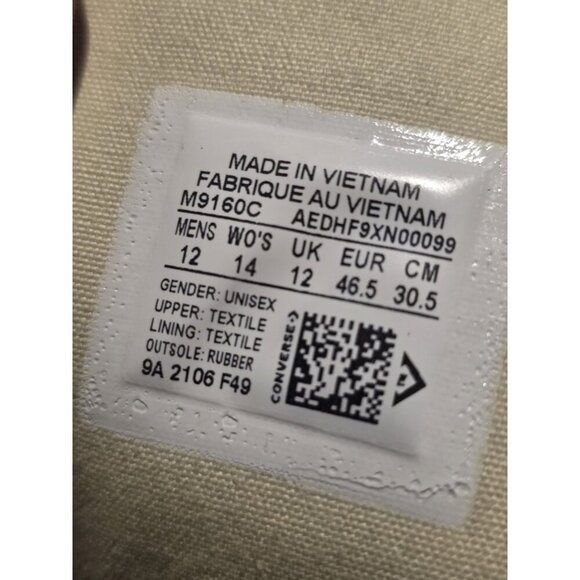 MADE IN VIETNAM
FABRIQUE AU VIETNAM
M9160C AEDHF9XN00099
MENS WO'S UK EUR CM
12 14 12 46.5 30.5
GENDER: UNISEX
UPPER: TEXTILE
LINING: TEXTILE
OUTSOLE: RUBBER
9A 2106 F49
CONVERSE